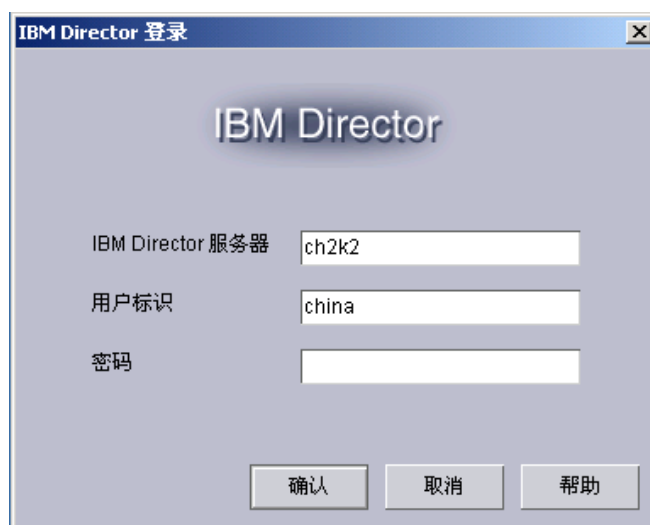 IBM Director 登录
IBM Director
IBM Director 服务器 ch2k2
用户标识 china
密码
确认 取消 帮助